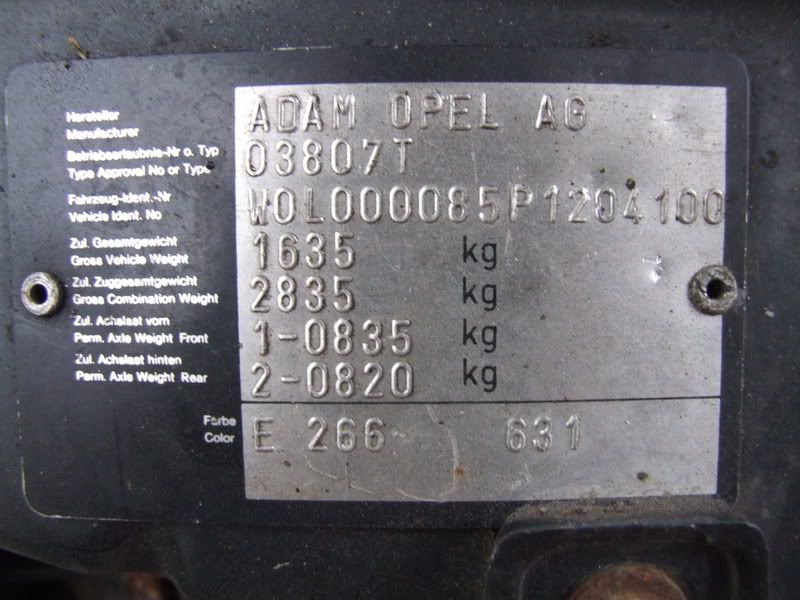 Hersteller
Manufacturer
ADAM OPEL AG
Betriebserlaubnis-Nr o. Typ
Type Approval No or Type
03807T
Fahrzeug-Ident.-Nr
Vehicle Ident. No
W0L000085P1204100
Zul. Gesamtgewicht
Gross Vehicle Weight
1635 kg
Zul. Zuggesamtgewicht
Gross Combination Weight
2835 kg
Zul. Achslast vorn
Perm. Axle Weight Front
1-0835 kg
Zul. Achslast hinten
Perm. Axle Weight Rear
2-0820 kg
Farbe
Color
E 266 631